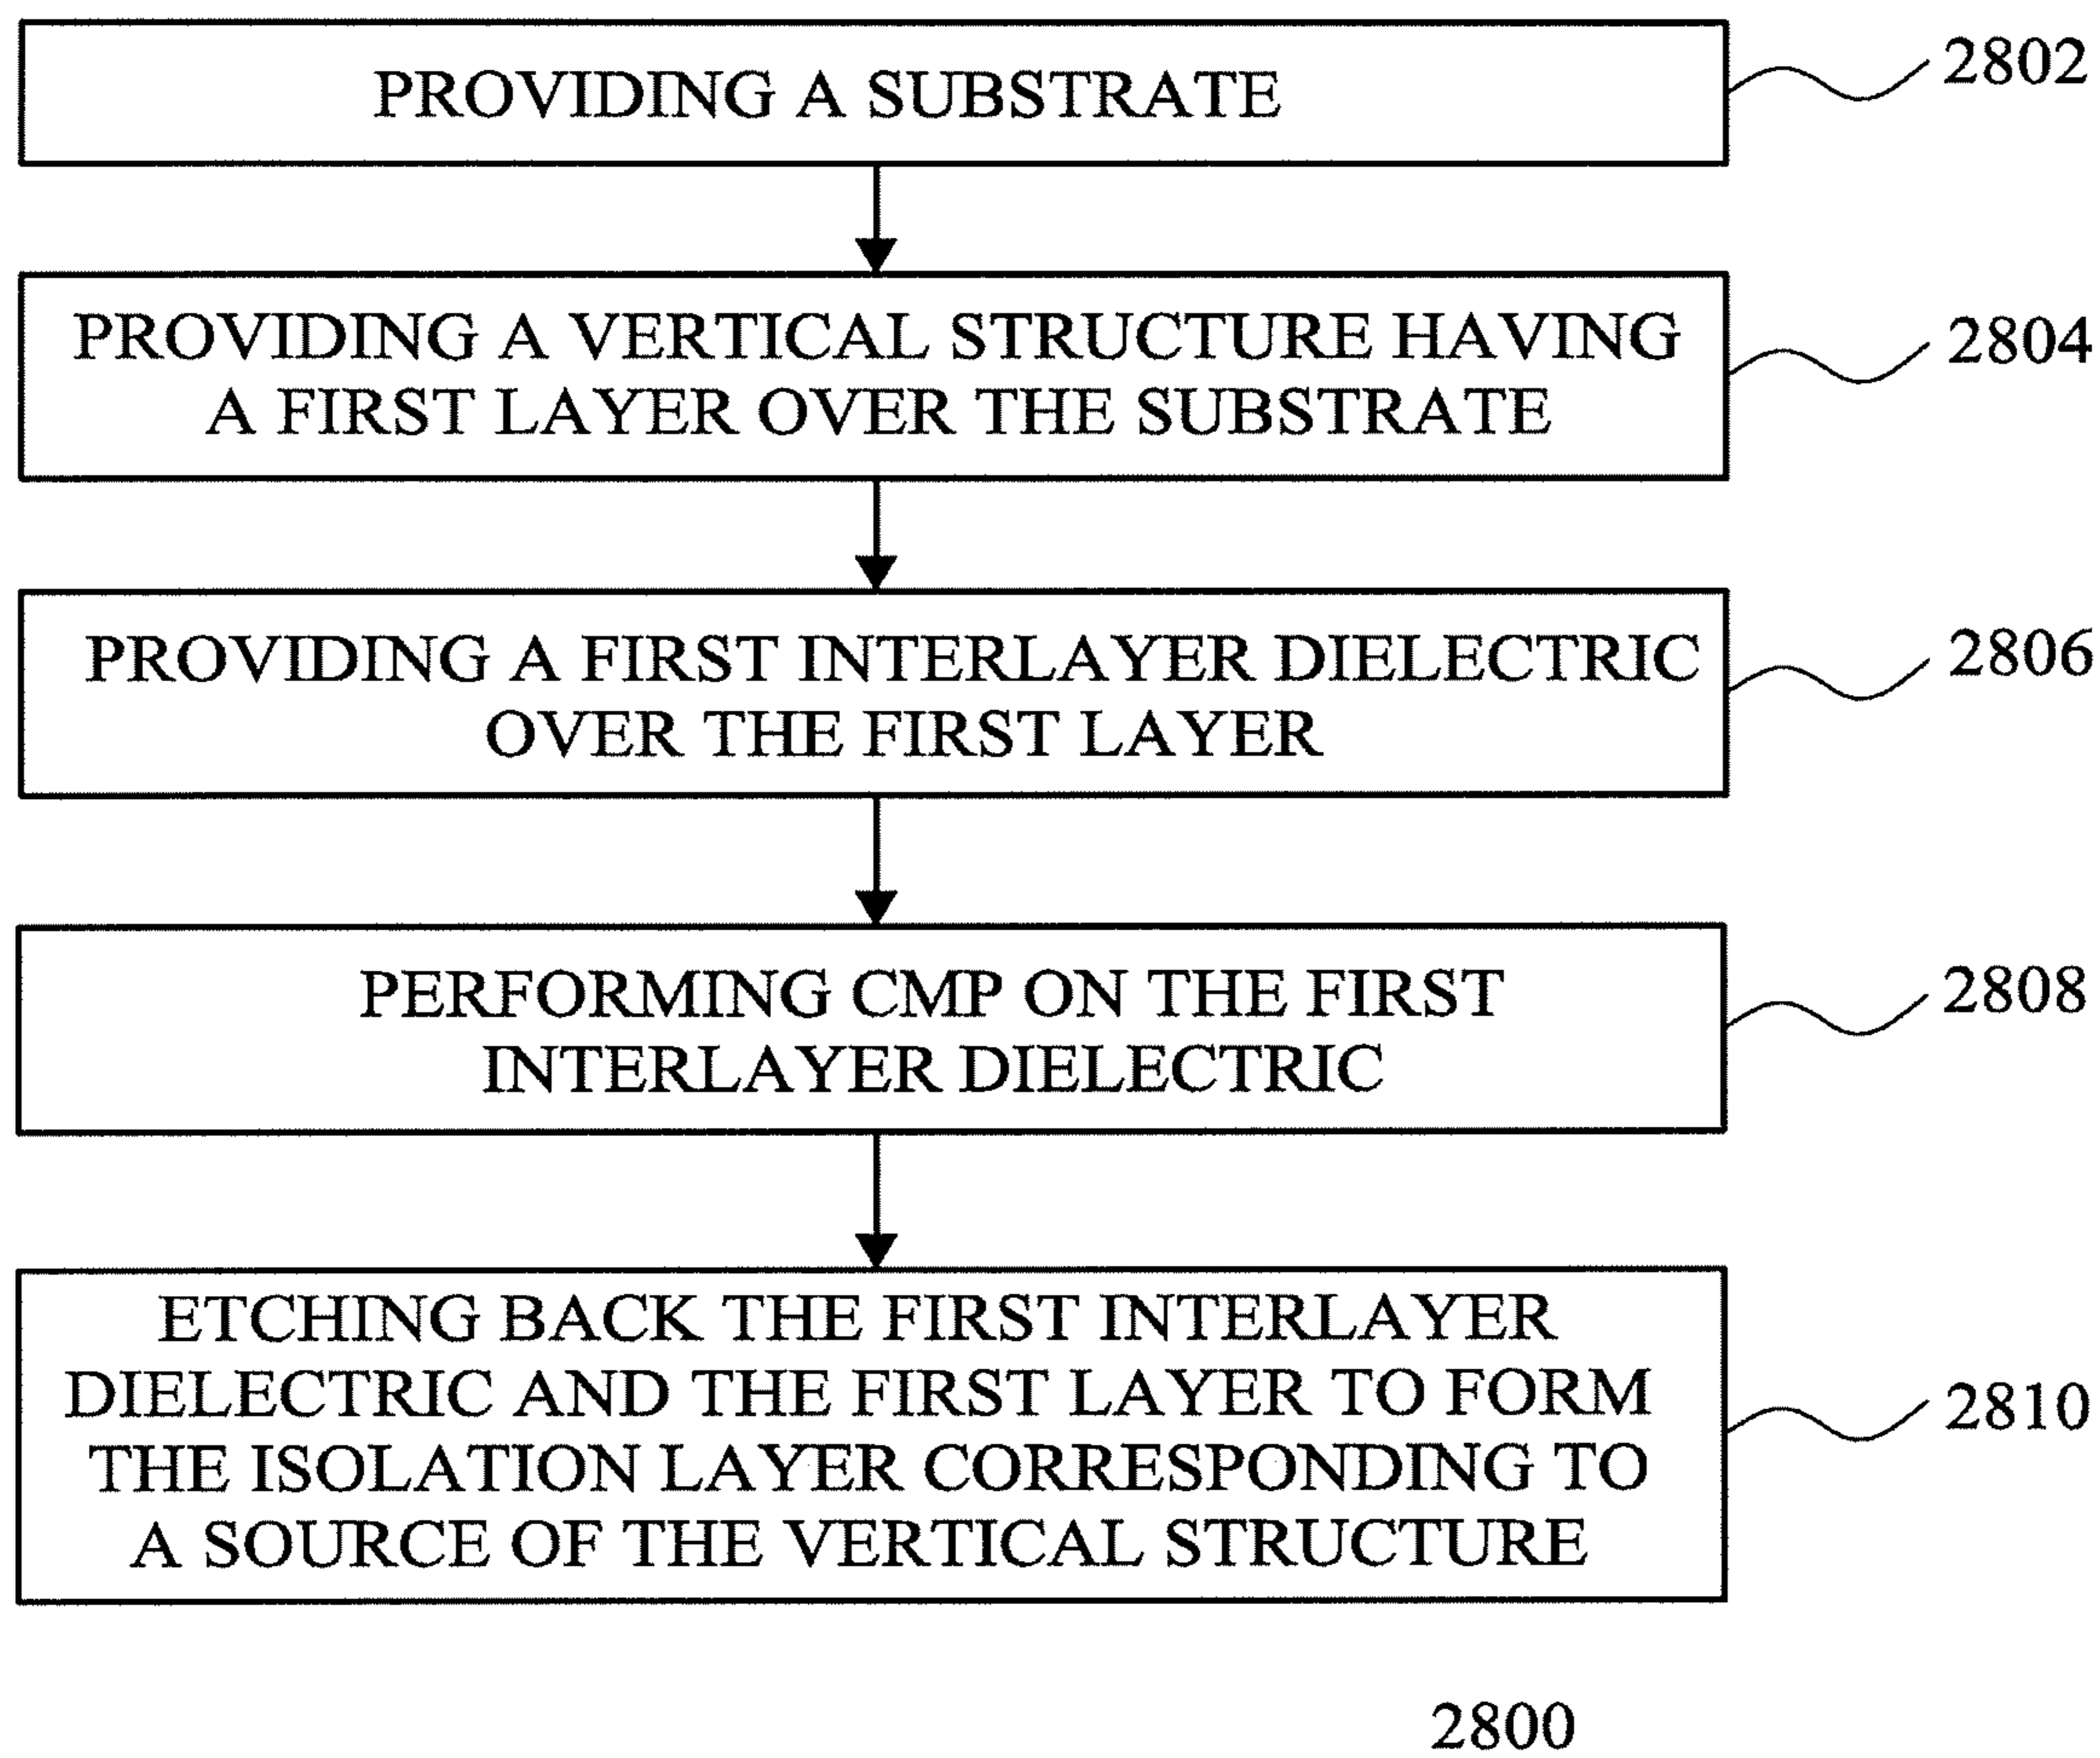 PROVIDING A SUBSTRATE
2802
PROVIDING A VERTICAL STRUCTURE HAVING
A FIRST LAYER OVER THE SUBSTRATE
2804
PROVIDING A FIRST INTERLAYER DIELECTRIC
OVER THE FIRST LAYER
2806
PERFORMING CMP ON THE FIRST
INTERLAYER DIELECTRIC
2808
ETCHING BACK THE FIRST INTERLAYER
DIELECTRIC AND THE FIRST LAYER TO FORM
THE ISOLATION LAYER CORRESPONDING TO
A SOURCE OF THE VERTICAL STRUCTURE
2810
2800